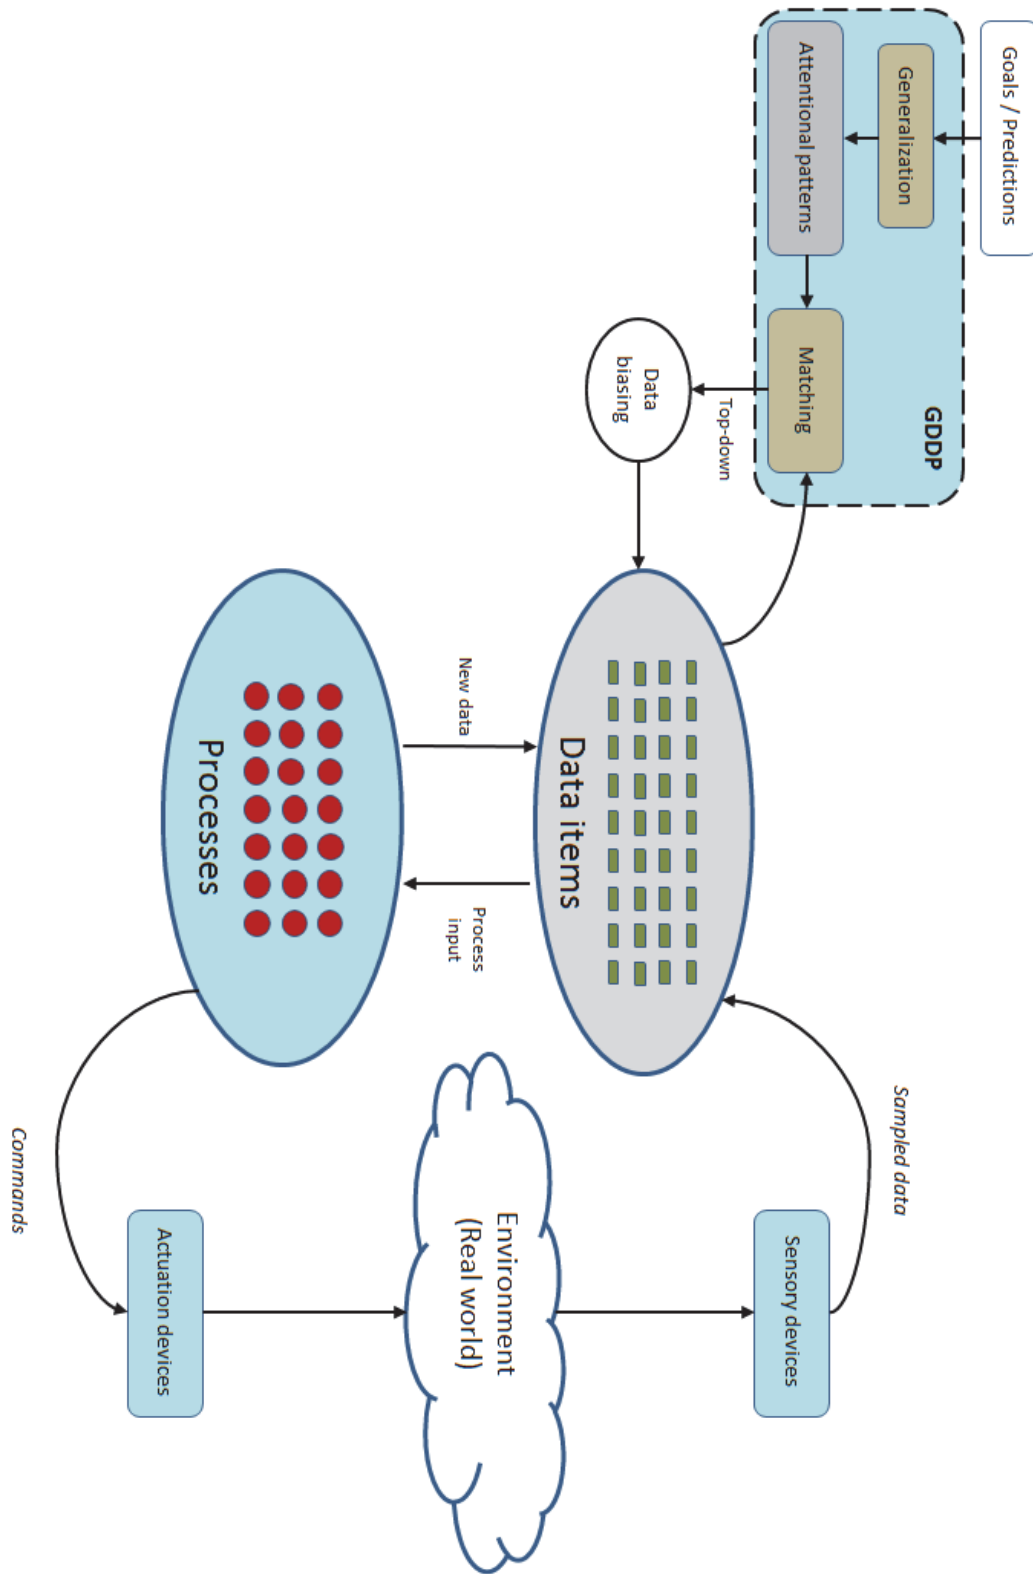 Goals / Predictions
GDDP
Generalization
Attentional patterns
Matching
Top-down
Data
biasing
Sampled data
Sensory devices
Data items
New data
Process
input
Environment
(Real world)
Processes
Commands
Actuation devices